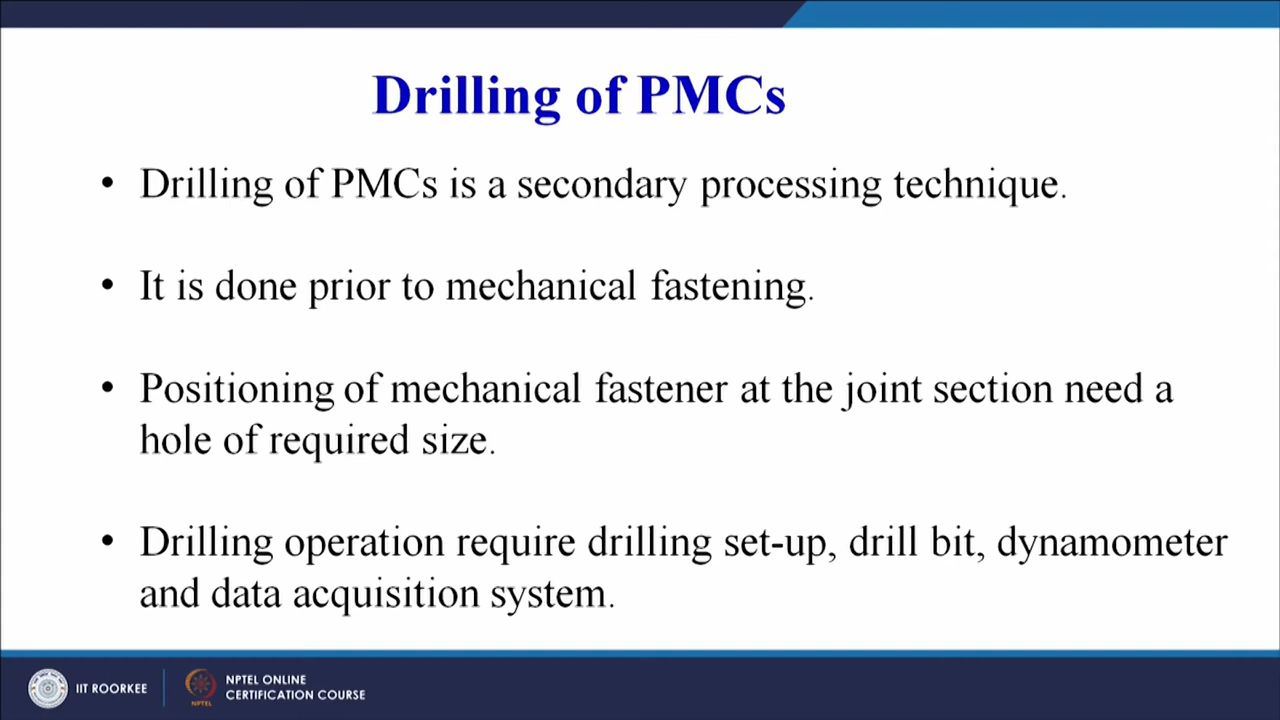 Drilling of PMCs
• Drilling of PMCs is a secondary processing technique.
• It is done prior to mechanical fastening.
• Positioning of mechanical fastener at the joint section need a
hole of required size.
• Drilling operation require drilling set-up, drill bit, dynamometer
and data acquisition system.
IIT ROORKEE
NPTEL
NPTEL ONLINE
CERTIFICATION COURSE